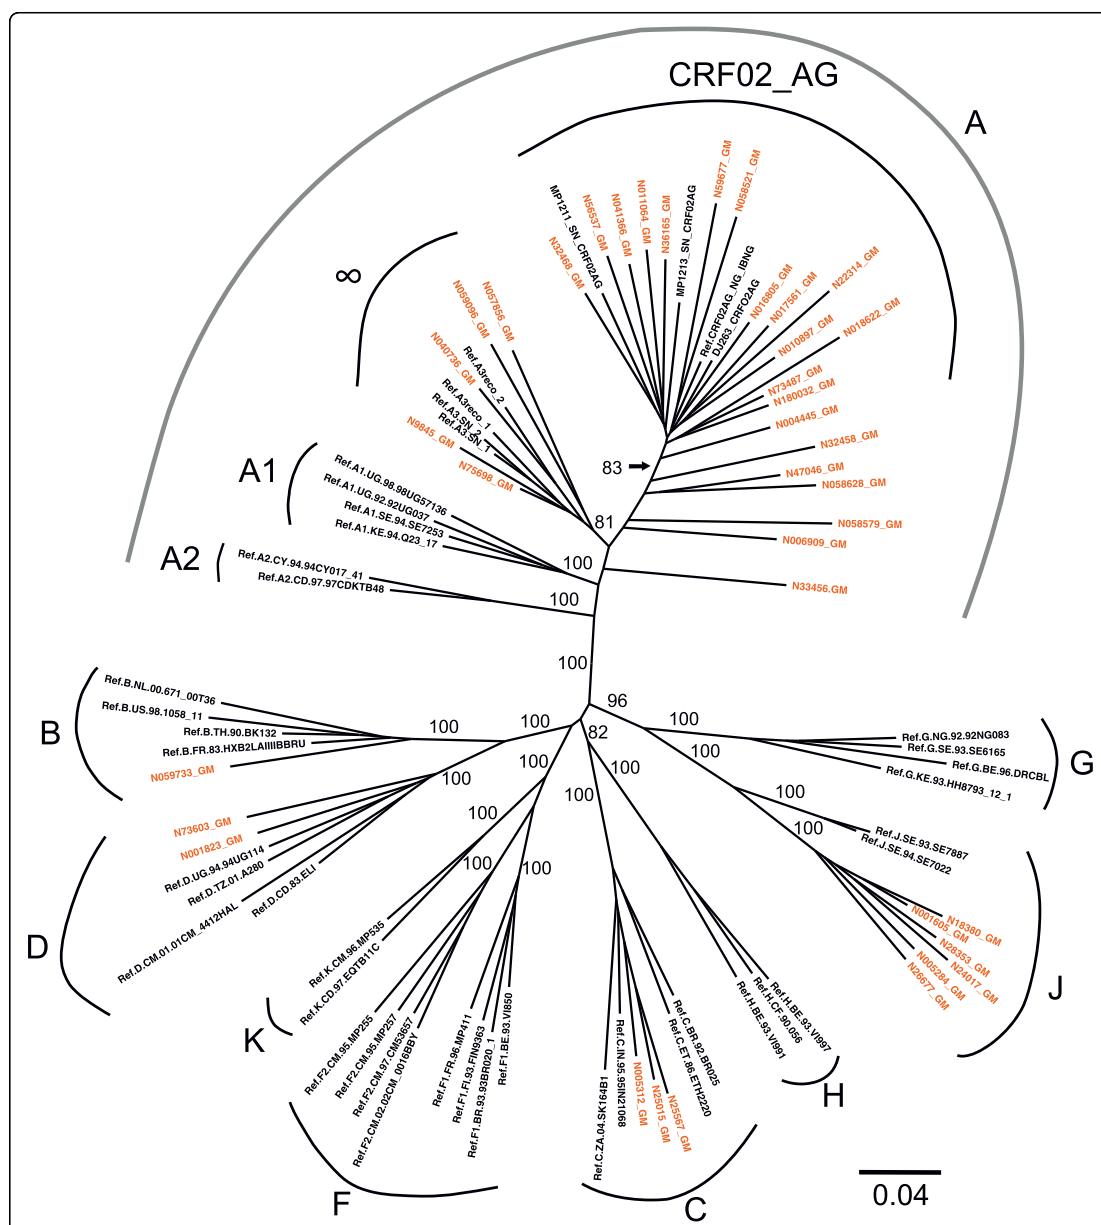 CRF02_AG
A
∞
MP1211_SN_CRF02AG
N32468_GM
N56537_GM
N041366_GM
N011064_GM
N36165_GM
MP1213_SN_CRF02AG
N59677_GM
N058521_GM
Ref.CRF02AG_NG_IBNG
DJ263_CRFO2AG
N016805_GM
N017561_GM
N22314_GM
N010897_GM
N018622_GM
N73487_GM
N180032_GM
N004445_GM
N32458_GM
N47046_GM
N058628_GM
N058579_GM
N006909_GM
N33456.GM
83
81
N057856_GM
N059096_GM
Ref.A3reco_2
N040736_GM
Ref.A3reco_1
Ref.A3.SN_2
Ref.A3.SN_1
N9845_GM
N75698_GM
A1
Ref.A1.UG.98.98UG57136
Ref.A1.UG.92.92UG037
Ref.A1.SE.94.SE7253
Ref.A1.KE.94.Q23_17
100
A2
Ref.A2.CY.94.94CY017_41
Ref.A2.CD.97.97CDKTB48
100
100
96
82
B
Ref.B.NL.00.671_00T36
Ref.B.US.98.1058_11
Ref.B.TH.90.BK132
Ref.B.FR.83.HXB2LAIIIIBBRU
N059733_GM
100
100
D
N73603_GM
N001823_GM
Ref.D.UG.94.94UG114
Ref.D.TZ.01.A280
Ref.D.CD.83.ELI
Ref.D.CM.01.01CM_4412HAL
100
100
K
Ref.K.CM.96.MP535
Ref.K.CD.97.EQTB11C
100
F
Ref.F2.CM.95.MP255
Ref.F2.CM.95.MP257
Ref.F2.CM.97.CM53657
Ref.F2.CM.02.02CM_0016BBY
100
Ref.F1.FR.96.MP411
Ref.F1.FI.93.FIN9363
Ref.F1.BR.93.93BR020_1
Ref.F1.BE.93.VI850
100
C
Ref.C.ZA.04.SK164B1
Ref.C.IN.95.95IN21068
N005312_GM
N25015_GM
N25567_GM
Ref.C.ET.86.ETH2220
Ref.C.BR.92.BR025
100
H
Ref.H.BE.93.VI991
Ref.H.CF.90.056
Ref.H.BE.93.VI997
100
G
Ref.G.NG.92.92NG083
Ref.G.SE.93.SE6165
Ref.G.BE.96.DRCBL
Ref.G.KE.93.HH8793_12_1
100
100
J
Ref.J.SE.93.SE7887
Ref.J.SE.94.SE7022
100
100
N18380_GM
N001605_GM
N28353_GM
N24017_GM
N005284_GM
N26677_GM
0.04